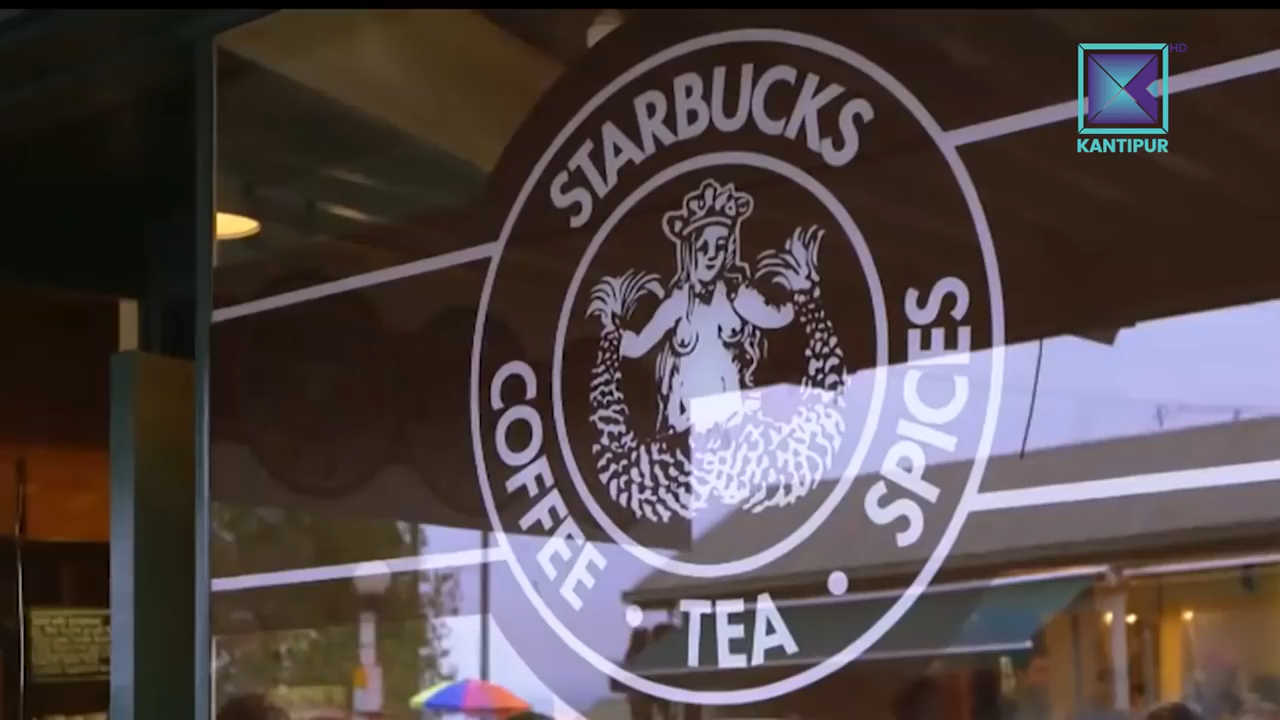 STARBUCKS
COFFEE • TEA • SPICES
HD
KANTIPUR